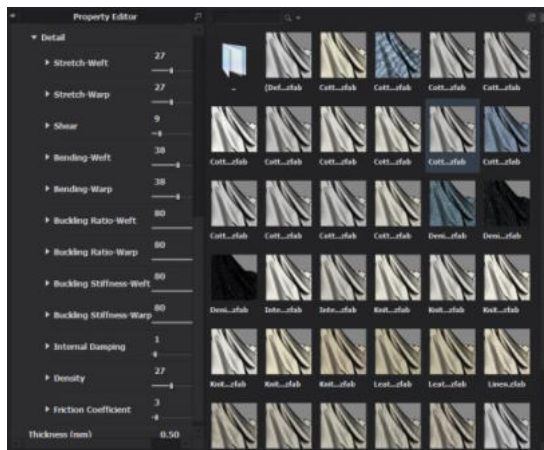 Property Editor
Detail
Stretch-Weft 27
Stretch-Warp 27
Shear 9
Bending-Weft 38
Bending-Warp 38
Buckling Ratio-Weft 80
Buckling Ratio-Warp 80
Buckling Stiffness-Weft 80
Buckling Stiffness-Warp 80
Internal Damping 1
Density 27
Friction Coefficient 3
Thickness (mm) 0.50
.. (Def...zfab Cott...zfab Cott...zfab Cott...zfab Cott...zfab
Cott...zfab Cott...zfab Cott...zfab Cott...zfab Cott...zfab Cott...zfab
Cott...zfab Cott...zfab Cott...zfab Cott...zfab Deni...zfab Deni...zfab
Deni...zfab Inte...zfab Inte...zfab Knit...zfab Knit...zfab Knit...zfab
Knit...zfab Knit...zfab Knit...zfab Leat...zfab Leat...zfab Linen.zfab